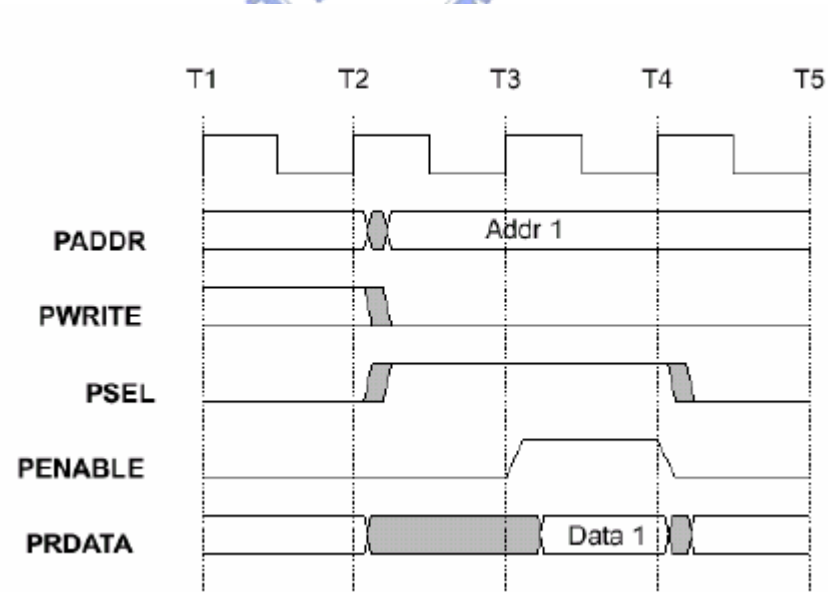 T1 T2 T3 T4 T5
PADDR Addr 1
PWRITE
PSEL
PENABLE
PRDATA Data 1